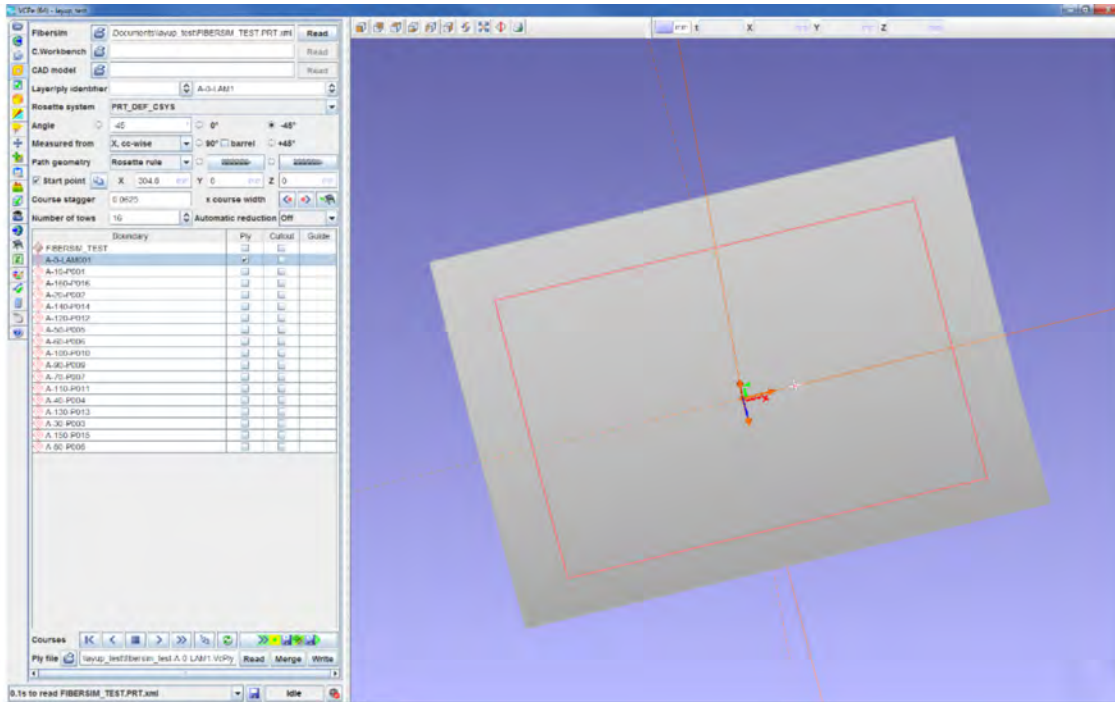 VCPe (64) - layup test
t X Y Z
Fibersim Documents\layup_test\FIBERSIM_TEST.PRT.xml Read
C.Workbench Read
CAD model Read
Layer/ply identifier A-0-LAM1
Rosette system PRT_DEF_CSYS
Angle -45 0° -45°
Measured from X, cc-wise 90° barrel +45°
Path geometry Rosette rule
Start point X 304.8 Y 0 Z 0
Course stagger 0.0625 x course width
Number of tows 16 Automatic reduction Off
Boundary Ply Cutout Guide
FIBERSIM_TEST
A-0-LAM001
A-10-P001
A-160-P016
A-20-P002
A-140-P014
A-120-P012
A-50-P005
A-60-P006
A-100-P010
A-90-P009
A-70-P007
A-110-P011
A-40-P004
A-130-P013
A-30-P003
A-150-P015
X
Courses
Ply file Read Merge Write
0.1s to read FIBERSIM_TEST.PRT.xml Idle